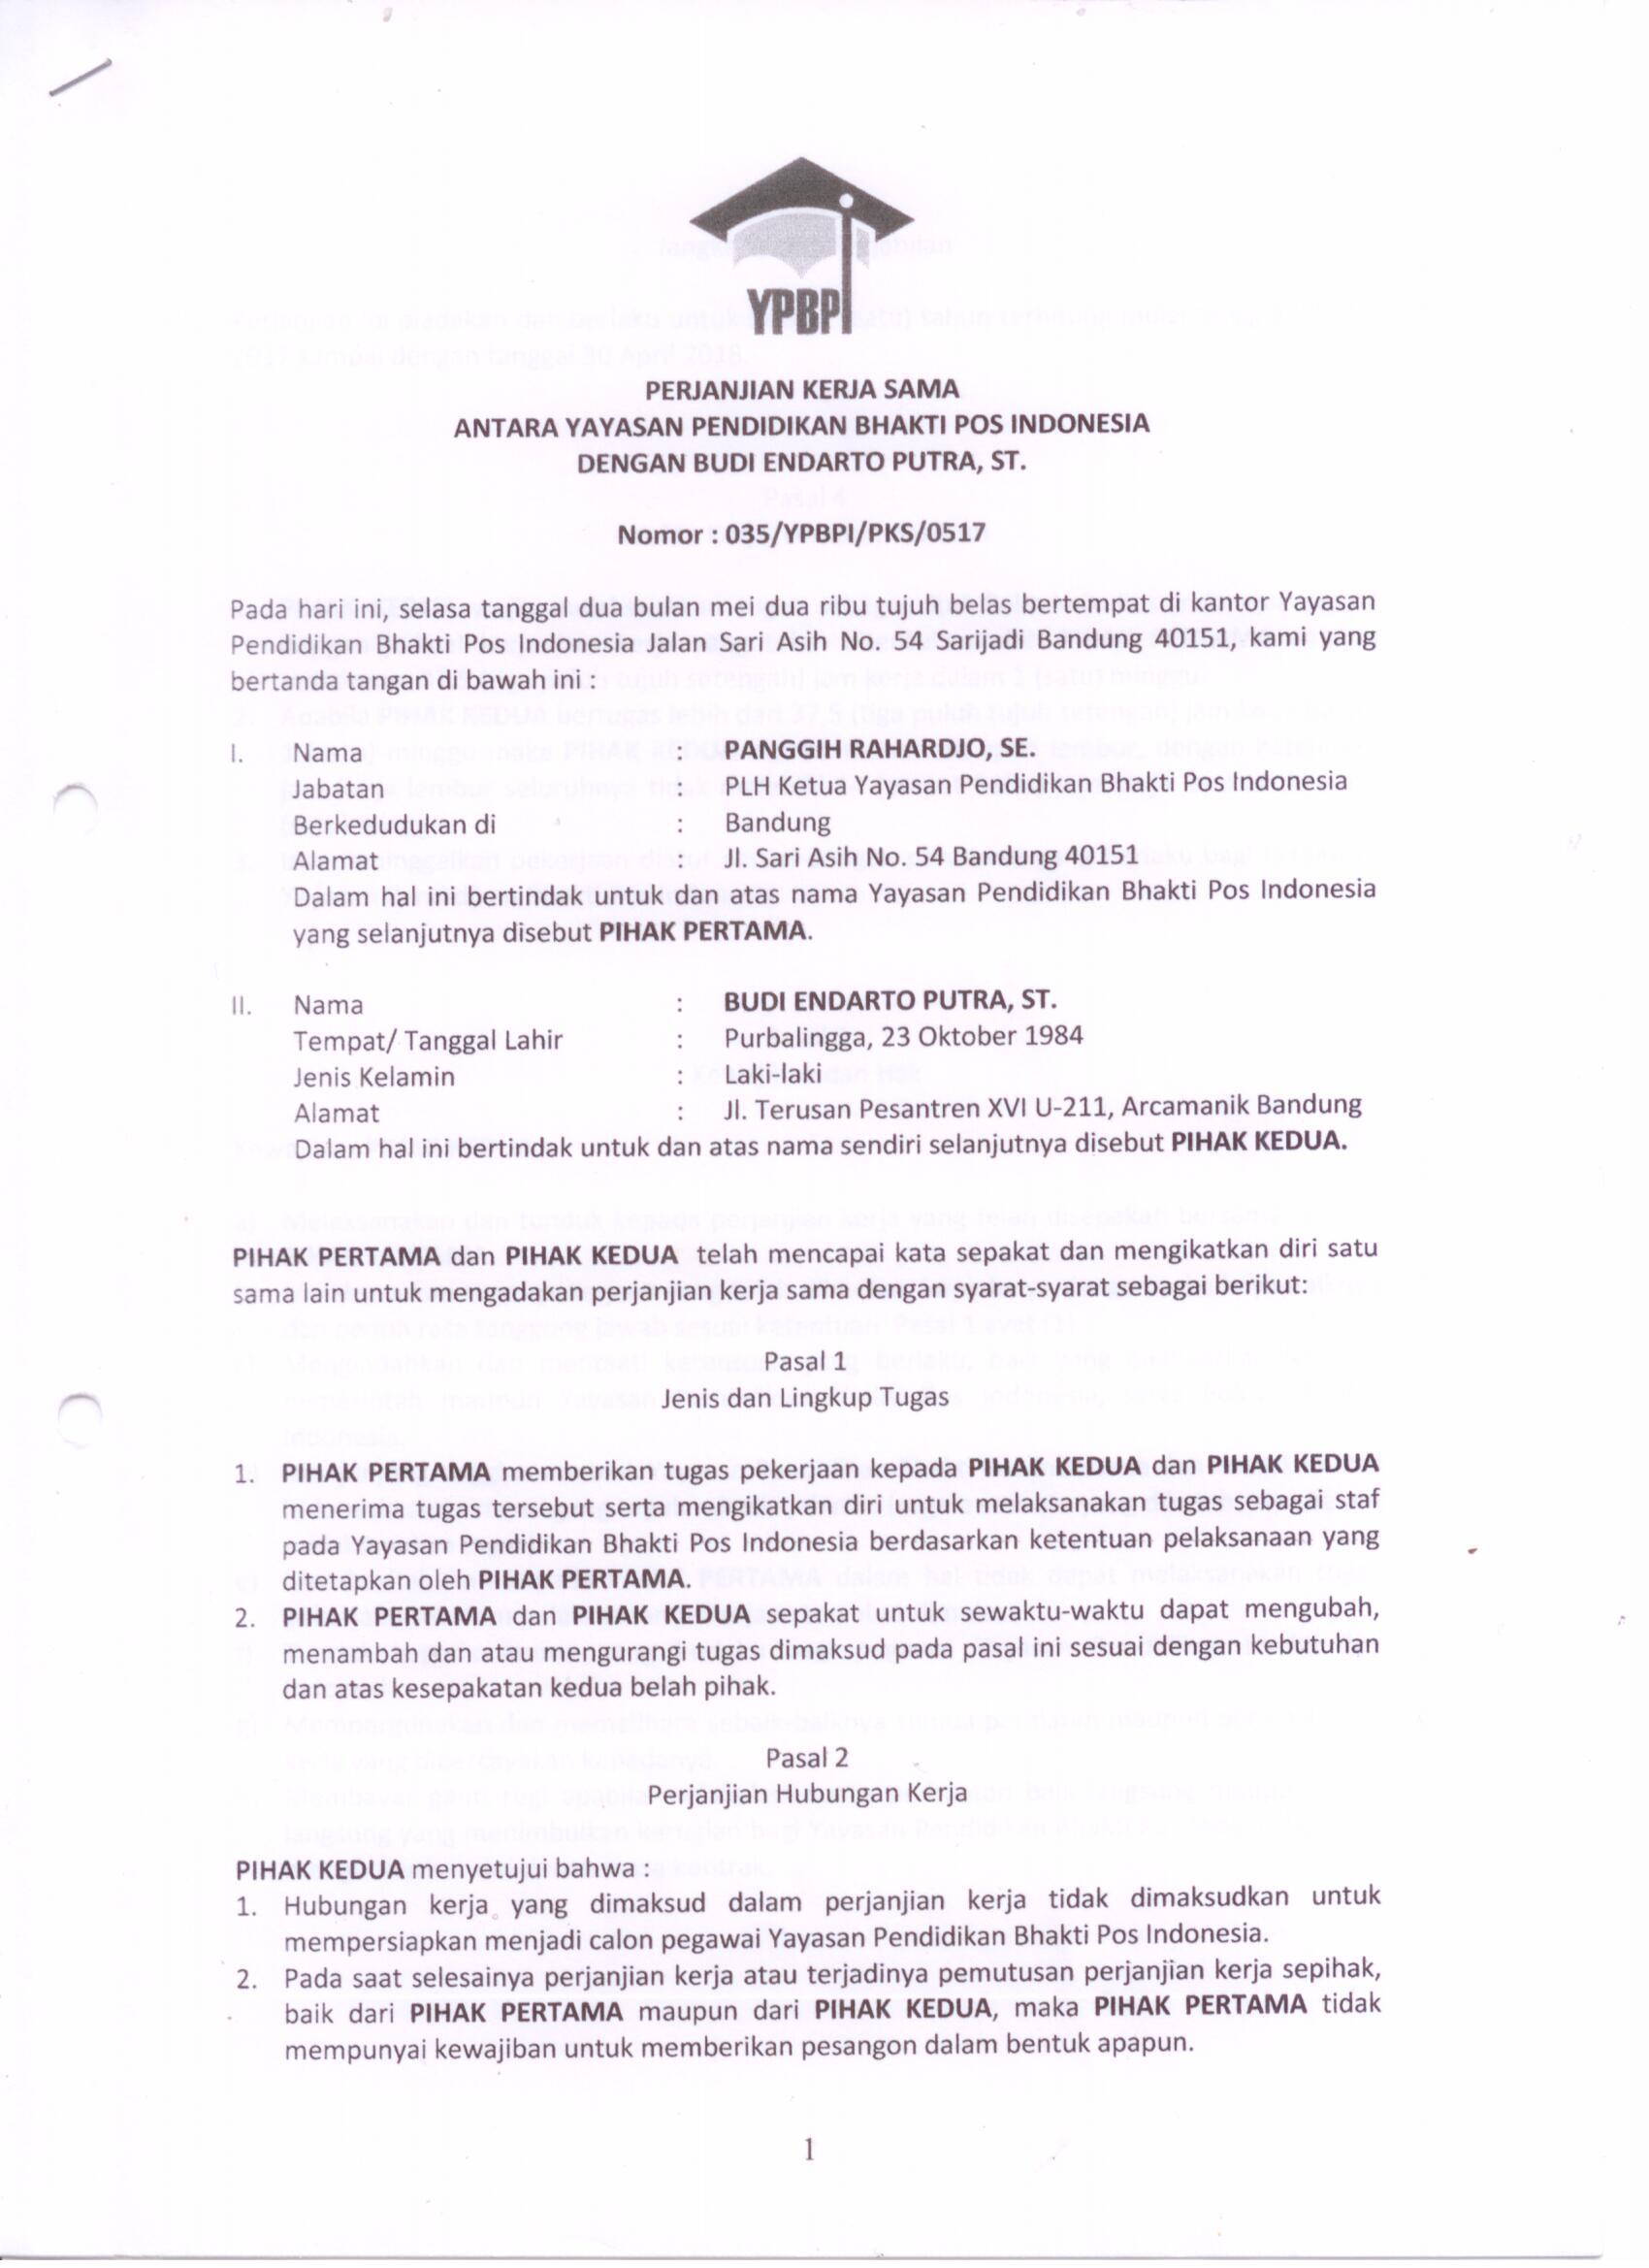 YPBPI
PERJANJIAN KERJA SAMA
ANTARA YAYASAN PENDIDIKAN BHAKTI POS INDONESIA
DENGAN BUDI ENDARTO PUTRA, ST.
Nomor : 035/YPBPI/PKS/0517
Pada hari ini, selasa tanggal dua bulan mei dua ribu tujuh belas bertempat di kantor Yayasan
Pendidikan Bhakti Pos Indonesia Jalan Sari Asih No. 54 Sarijadi Bandung 40151, kami yang
bertanda tangan di bawah ini :
I. Nama : PANGGIH RAHARDJO, SE.
Jabatan : PLH Ketua Yayasan Pendidikan Bhakti Pos Indonesia
Berkedudukan di : Bandung
Alamat : Jl. Sari Asih No. 54 Bandung 40151
Dalam hal ini bertindak untuk dan atas nama Yayasan Pendidikan Bhakti Pos Indonesia
yang selanjutnya disebut PIHAK PERTAMA.
II. Nama : BUDI ENDARTO PUTRA, ST.
Tempat/ Tanggal Lahir : Purbalingga, 23 Oktober 1984
Jenis Kelamin : Laki-laki
Alamat : Jl. Terusan Pesantren XVI U-211, Arcamanik Bandung
Dalam hal ini bertindak untuk dan atas nama sendiri selanjutnya disebut PIHAK KEDUA.
PIHAK PERTAMA dan PIHAK KEDUA telah mencapai kata sepakat dan mengikatkan diri satu
sama lain untuk mengadakan perjanjian kerja sama dengan syarat-syarat sebagai berikut:
Pasal 1
Jenis dan Lingkup Tugas
1. PIHAK PERTAMA memberikan tugas pekerjaan kepada PIHAK KEDUA dan PIHAK KEDUA
menerima tugas tersebut serta mengikatkan diri untuk melaksanakan tugas sebagai staf
pada Yayasan Pendidikan Bhakti Pos Indonesia berdasarkan ketentuan pelaksanaan yang
ditetapkan oleh PIHAK PERTAMA.
2. PIHAK PERTAMA dan PIHAK KEDUA sepakat untuk sewaktu-waktu dapat mengubah,
menambah dan atau mengurangi tugas dimaksud pada pasal ini sesuai dengan kebutuhan
dan atas kesepakatan kedua belah pihak.
Pasal 2
Perjanjian Hubungan Kerja
PIHAK KEDUA menyetujui bahwa :
1. Hubungan kerja yang dimaksud dalam perjanjian kerja tidak dimaksudkan untuk
mempersiapkan menjadi calon pegawai Yayasan Pendidikan Bhakti Pos Indonesia.
2. Pada saat selesainya perjanjian kerja atau terjadinya pemutusan perjanjian kerja sepihak,
baik dari PIHAK PERTAMA maupun dari PIHAK KEDUA, maka PIHAK PERTAMA tidak
mempunyai kewajiban untuk memberikan pesangon dalam bentuk apapun.
1